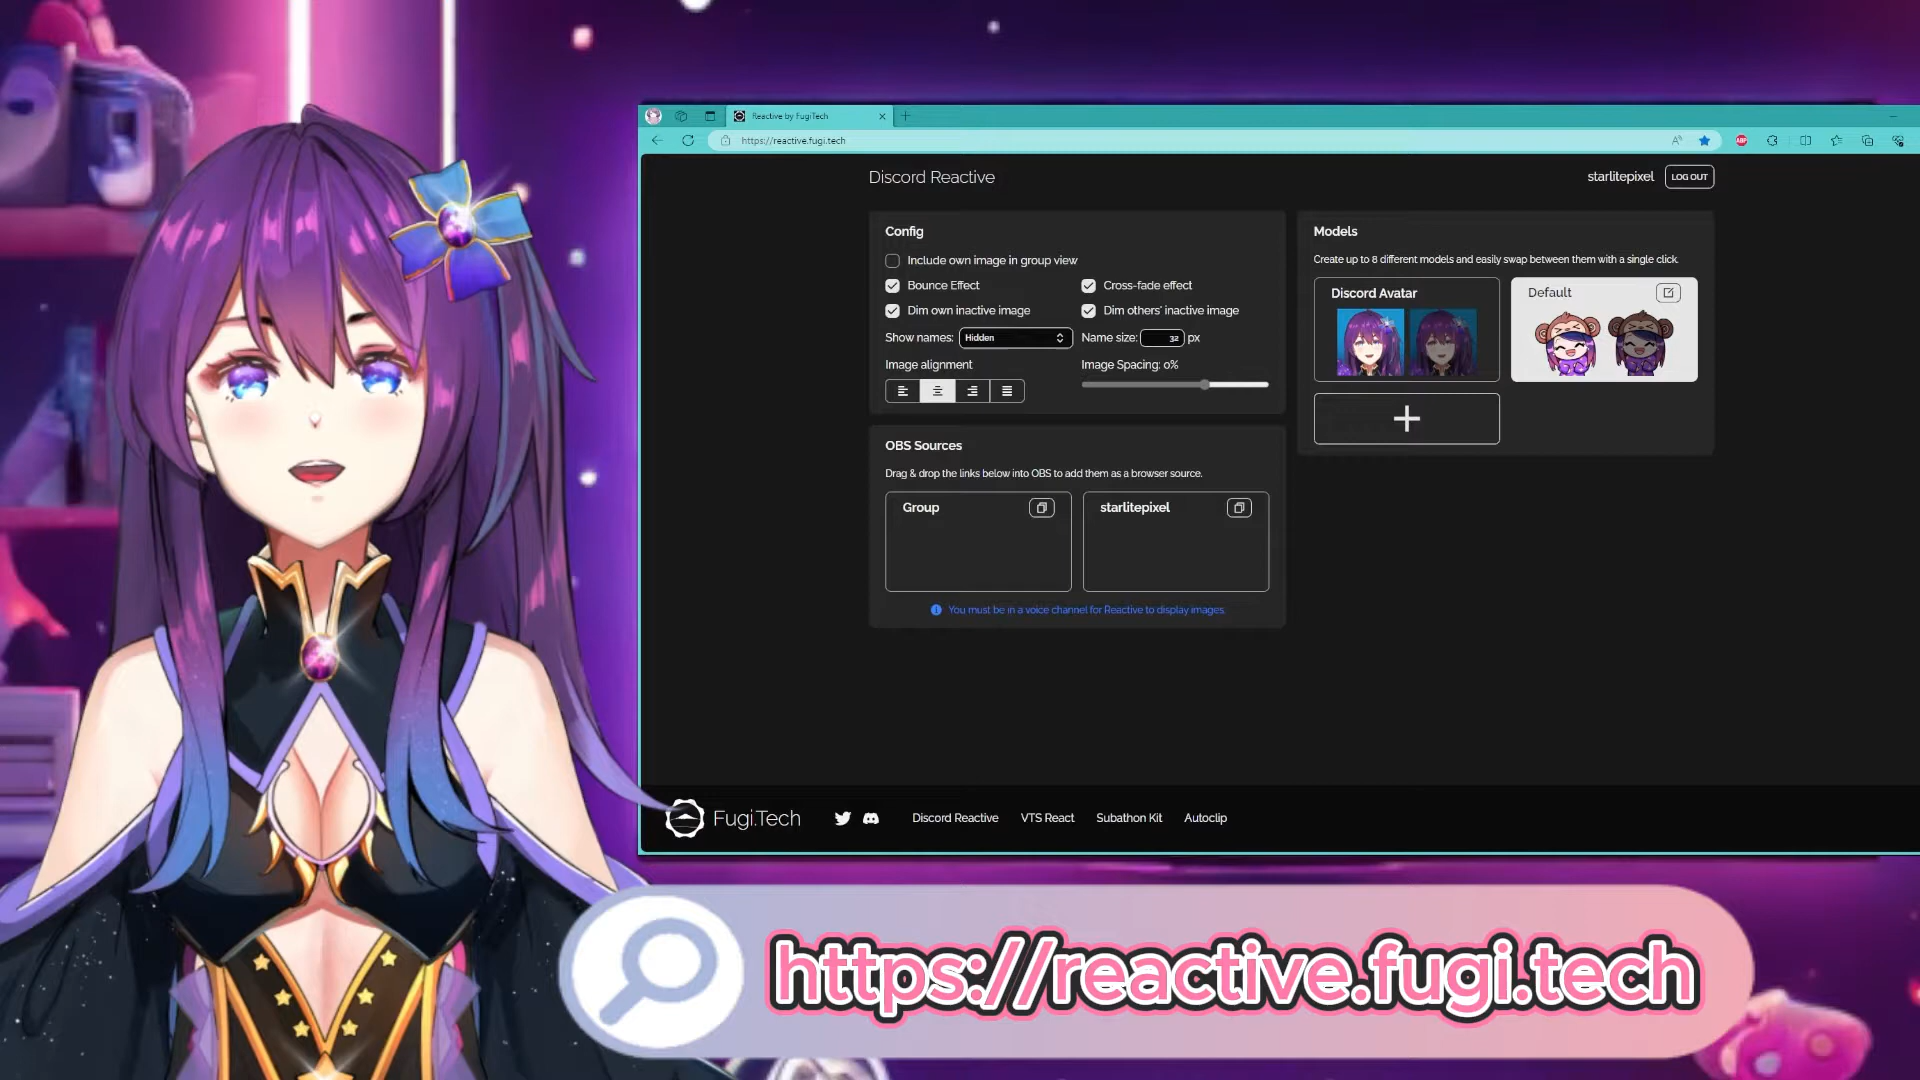 Reactive by FugiTech
https://reactive.fugi.tech
ABP
Discord Reactive
starlitepixel
LOG OUT
Config
Include own image in group view
Bounce Effect
Cross-fade effect
Dim own inactive image
Dim others' inactive image
Show names: Hidden
Name size: 32 px
Image alignment
Image Spacing: 0%
Models
Create up to 8 different models and easily swap between them with a single click.
Discord Avatar
Default
OBS Sources
Drag & drop the links below into OBS to add them as a browser source.
Group
starlitepixel
You must be in a voice channel for Reactive to display images.
Fugi.Tech
Discord Reactive
VTS React
Subathon Kit
Autoclip
https://reactive.fugi.tech